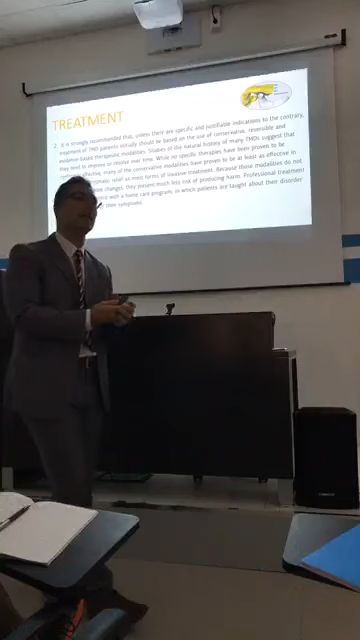 TREATMENT
2. It is strongly recommended that, unless there are specific and justifiable indications to the contrary,
treatment of TMD patients initially should be based on the use of conservative, reversible and
evidence-based therapeutic modalities. Studies of the natural history of many TMDs suggest that
they tend to improve or resolve over time. While no specific therapies have been proven to be
effective, many of the conservative modalities have proven to be at least as effective in
relief as most forms of invasive treatment. Because those modalities do not
changes, they present much less risk of producing harm. Professional treatment
with a home care program, in which patients are taught about their disorder
their symptoms.